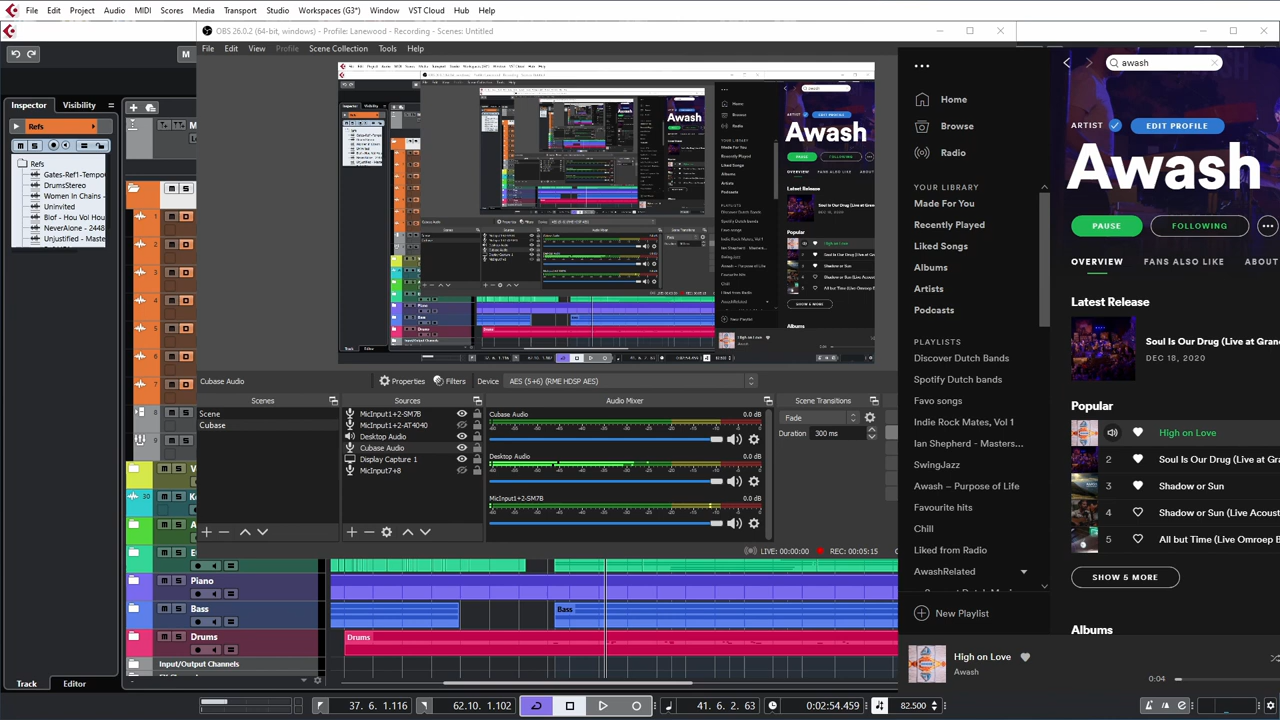 File Edit Project Audio MIDI Scores Media Transport Studio Workspaces (G3*) Window VST Cloud Hub Help
OBS 26.0.2 (64-bit, windows) - Profile: Lanewood - Recording - Scenes: Untitled
File Edit View Profile Scene Collection Tools Help
M
Inspector Visibility
Refs
Refs
Gates-Ref1-Tempo
DrumsStereo
Women In Chains -
Uninvited
Biof - Hou Vol Hou
NeverAlone - 2448
Unjustified - Maste
1
2
3
4
5
6
7
8
9
30
Cubase Audio Properties Filters Device AES (5+6) (RME HDSP AES)
Scenes Sources Audio Mixer Scene Transitions
Scene
Cubase
MicInput1+2-SM7B
MicInput1+2-AT4040
Desktop Audio
Cubase Audio
Display Capture 1
MicInput7+8
Cubase Audio 0.0 dB
Desktop Audio 0.0 dB
MicInput1+2-SM7B 0.0 dB
Fade
Duration 300 ms
LIVE: 00:00:00 REC: 00:05:15
Piano
Bass
Bass
Drums
Drums
Input/Output Channels
Track Editor
37. 6. 1.116 62.10. 1.102 41. 6. 2. 63 0:02:54.459 82.500
Home
Browse
Radio
YOUR LIBRARY
Made For You
Recently Played
Liked Songs
Albums
Artists
Podcasts
PLAYLISTS
Discover Dutch Bands
Spotify Dutch bands
Favo songs
Indie Rock Mates, Vol 1
Ian Shepherd - Masters...
SwingJazz
Awash – Purpose of Life
Favourite hits
Chill
Liked from Radio
AwashRelated
New Playlist
High on Love
Awash
awash
ARTIST EDIT PROFILE
Awash
PAUSE FOLLOWING
OVERVIEW FANS ALSO LIKE ABOUT
Latest Release
Soul Is Our Drug (Live at Grand
DEC 18, 2020
Popular
High on Love
2 Soul Is Our Drug (Live at Gra
3 Shadow or Sun
4 Shadow or Sun (Live Acoust
5 All but Time (Live Omroep B
SHOW 5 MORE
Albums
0:04